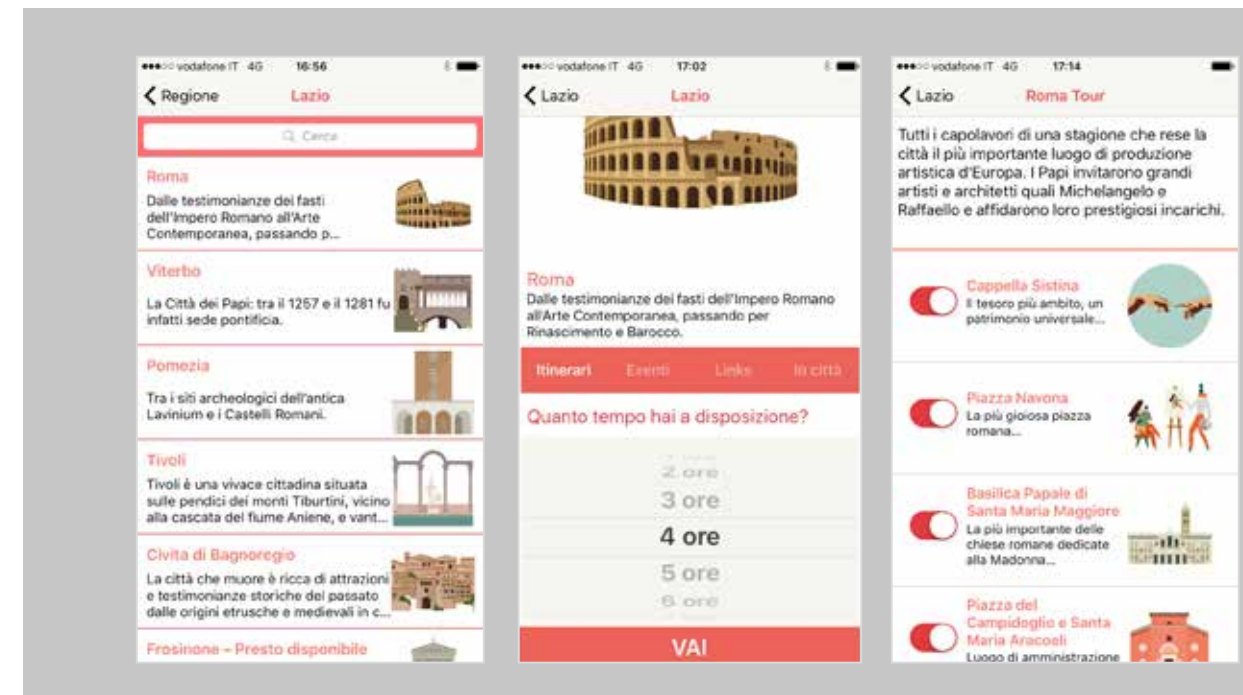 vodafone IT 4G 16:56
Regione Lazio
Cerca
Roma
Dalle testimonianze dei fasti
dell'Impero Romano all'Arte
Contemporanea, passando p...
Viterbo
La Città dei Papi: tra il 1257 e il 1281 fu
infatti sede pontificia.
Pomezia
Tra i siti archeologici dell'antica
Lavinium e i Castelli Romani.
Tivoli
Tivoli è una vivace cittadina situata
sulle pendici dei monti Tiburtini, vicino
alla cascata del fiume Aniene, e vant...
Civita di Bagnoregio
La città che muore è ricca di attrazioni
e testimonianze storiche del passato
dalle origini etrusche e medievali in c...
Frosinone – Presto disponibile
vodafone IT 4G 17:02
Lazio Lazio
Roma
Dalle testimonianze dei fasti dell'Impero Romano
all'Arte Contemporanea, passando per
Rinascimento e Barocco.
Itinerari Eventi Links In città
Quanto tempo hai a disposizione?
2 ore
3 ore
4 ore
5 ore
6 ore
VAI
vodafone IT 4G 17:14
Lazio Roma Tour
Tutti i capolavori di una stagione che rese la
città il più importante luogo di produzione
artistica d'Europa. I Papi invitarono grandi
artisti e architetti quali Michelangelo e
Raffaello e affidarono loro prestigiosi incarichi.
Cappella Sistina
Il tesoro più ambito, un
patrimonio universale...
Piazza Navona
La più gioiosa piazza
romana...
Basilica Papale di
Santa Maria Maggiore
La più importante delle
chiese romane dedicate
alla Madonna...
Piazza del
Campidoglio e Santa
Maria Aracoeli
Luogo di amministrazione